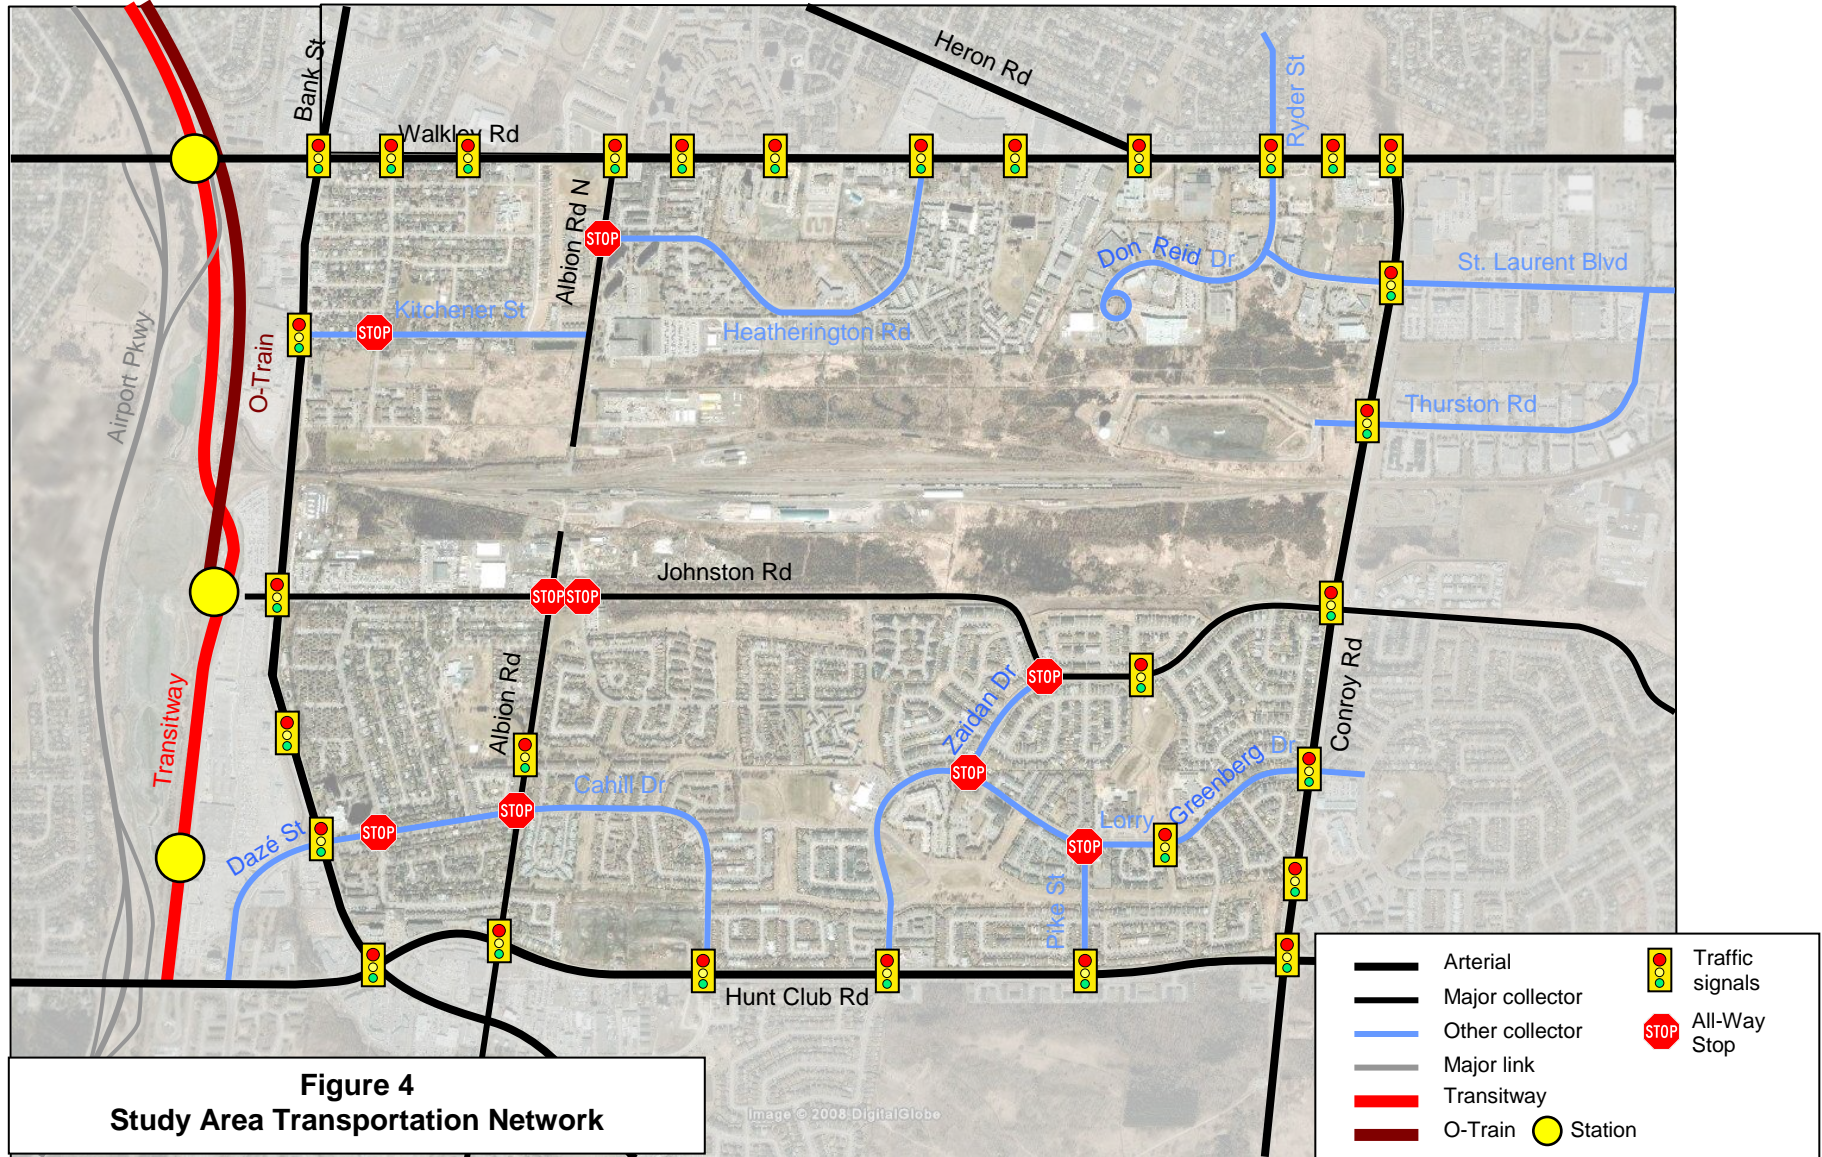 Bank St
Heron Rd
Ryder St
Walkley Rd
Albion Rd N
Don Reid Dr
St. Laurent Blvd
Kitchener St
Heatherington Rd
Airport Pkwy
O-Train
Thurston Rd
STOP
STOP
Johnston Rd
STOP
STOP
STOP
Zaidan Dr
Conroy Rd
Albion Rd
Transitway
STOP
Cahill Dr
Greenberg Dr
STOP
STOP
Dazé St
Lorry
STOP
Pike St
Hunt Club Rd
Arterial
Major collector
Other collector
Major link
Transitway
O-Train
Station
Traffic
signals
STOP
All-Way
Stop
Figure 4
Study Area Transportation Network
Image © 2008 DigitalGlobe